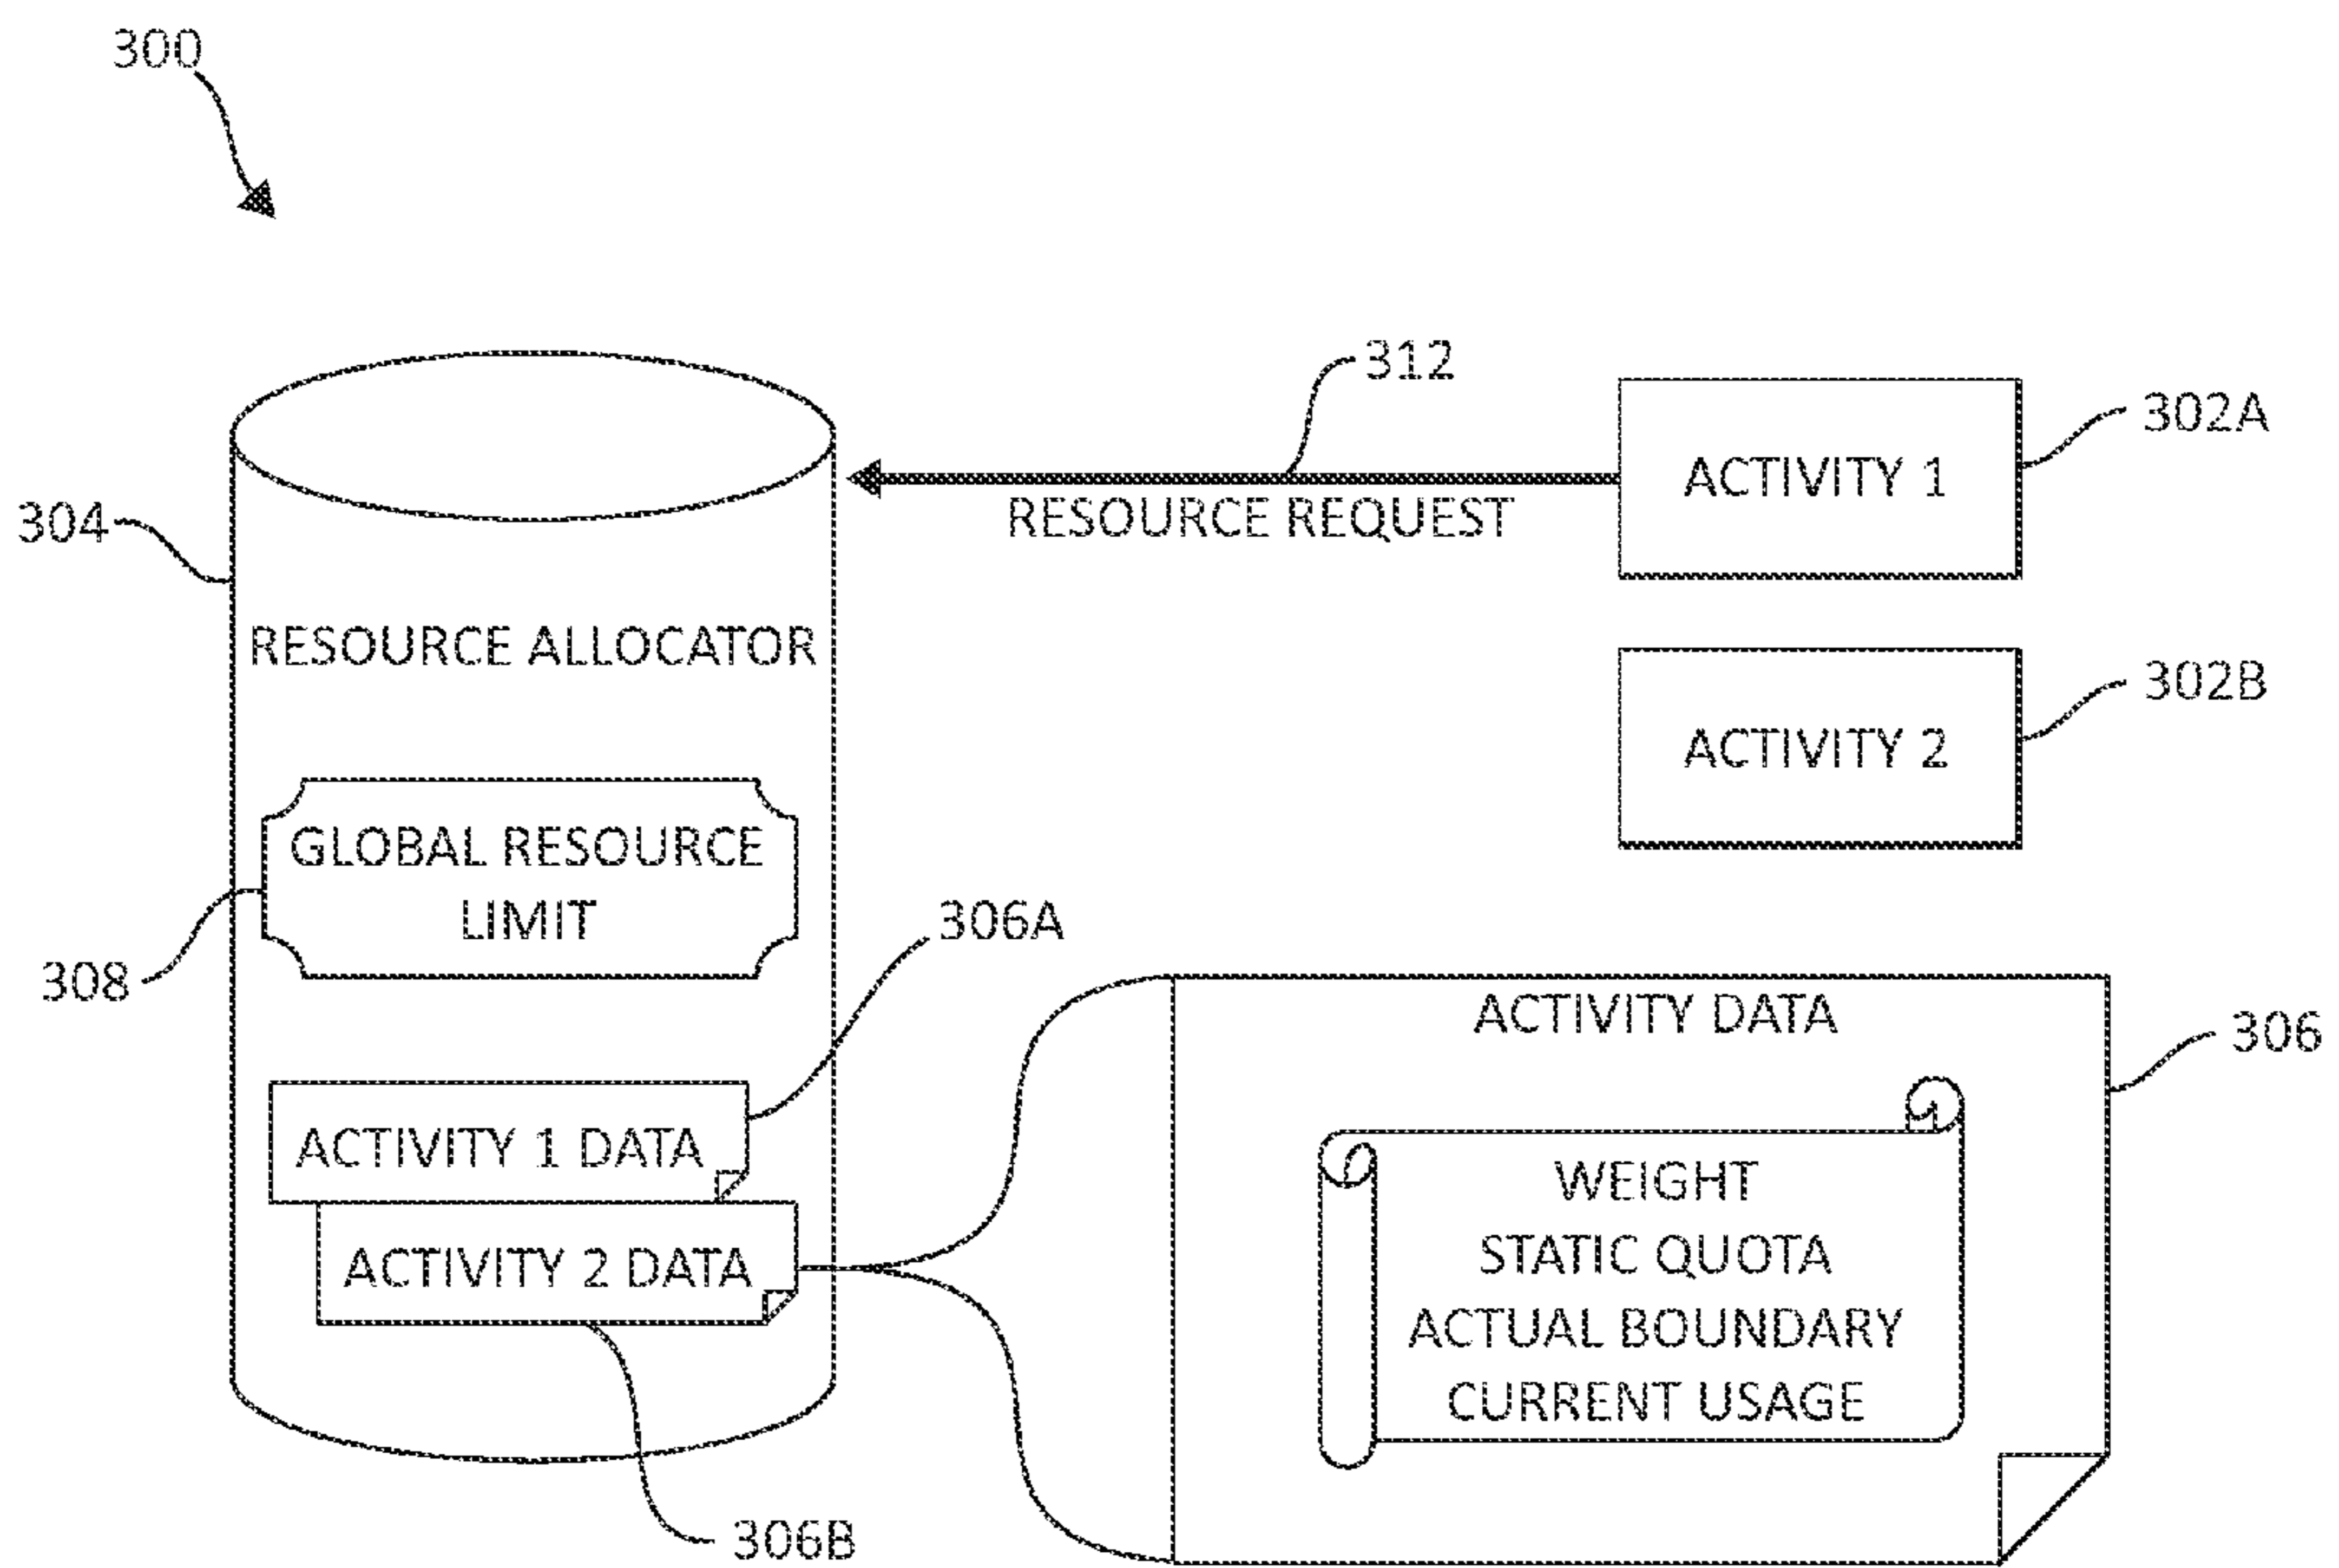 300
312
302A
ACTIVITY 1
304
RESOURCE REQUEST
RESOURCE ALLOCATOR
302B
ACTIVITY 2
GLOBAL RESOURCE
LIMIT
306A
308
ACTIVITY DATA
306
ACTIVITY 1 DATA
WEIGHT
STATIC QUOTA
ACTIVITY 2 DATA
ACTUAL BOUNDARY
CURRENT USAGE
306B